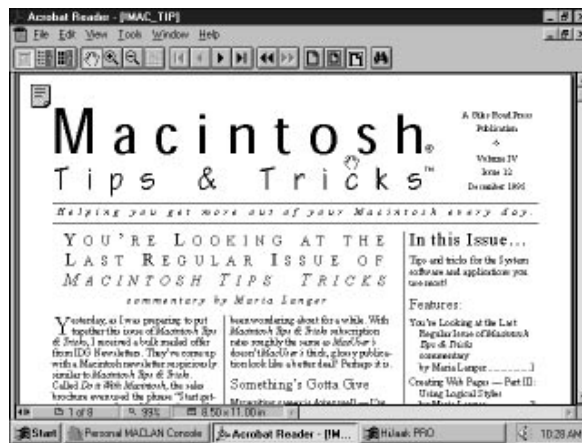 Acrobat Reader - [IMAC_TIP]
File Edit View Tools Window Help
Macintosh®
Tips & Tricks™
A Giles Road Press
Publication
Volume IV
Issue 12
December 1995
Helping you get more out of your Macintosh every day.
YOU'RE LOOKING AT THE
LAST REGULAR ISSUE OF
MACINTOSH TIPS TRICKS
commentary by Maria Langer
Yesterday, as I was preparing to put
together this issue of Macintosh Tips
& Tricks, I received a bulk mailed offer
from IDG Newsletters. They've come up
with a Macintosh newsletter suspiciously
similar to Macintosh Tips & Tricks.
Called Do it With Macintosh, the sales
brochure even used the phrase "Start get-
been wondering about for a while. With
Macintosh Tips & Tricks subscription
rates roughly the same as MacUser's
doesn't MacUser's thick, glossy publica-
tion look like a better deal? Perhaps it is.
Something's Gotta Give
In this Issue...
Tips and tricks for the System
software and applications you
use most!
Features:
You're Looking at the Last
Regular Issue of Macintosh
Tips & Tricks
commentary
by Maria Langer 1
Creating Web Pages — Part III:
Using Logical Styles
1 of 8 99% 8.50 x 11.00 in
Start Personal MACLAN Console Acrobat Reader - [IM... HiJaak PRO 10:28 AM